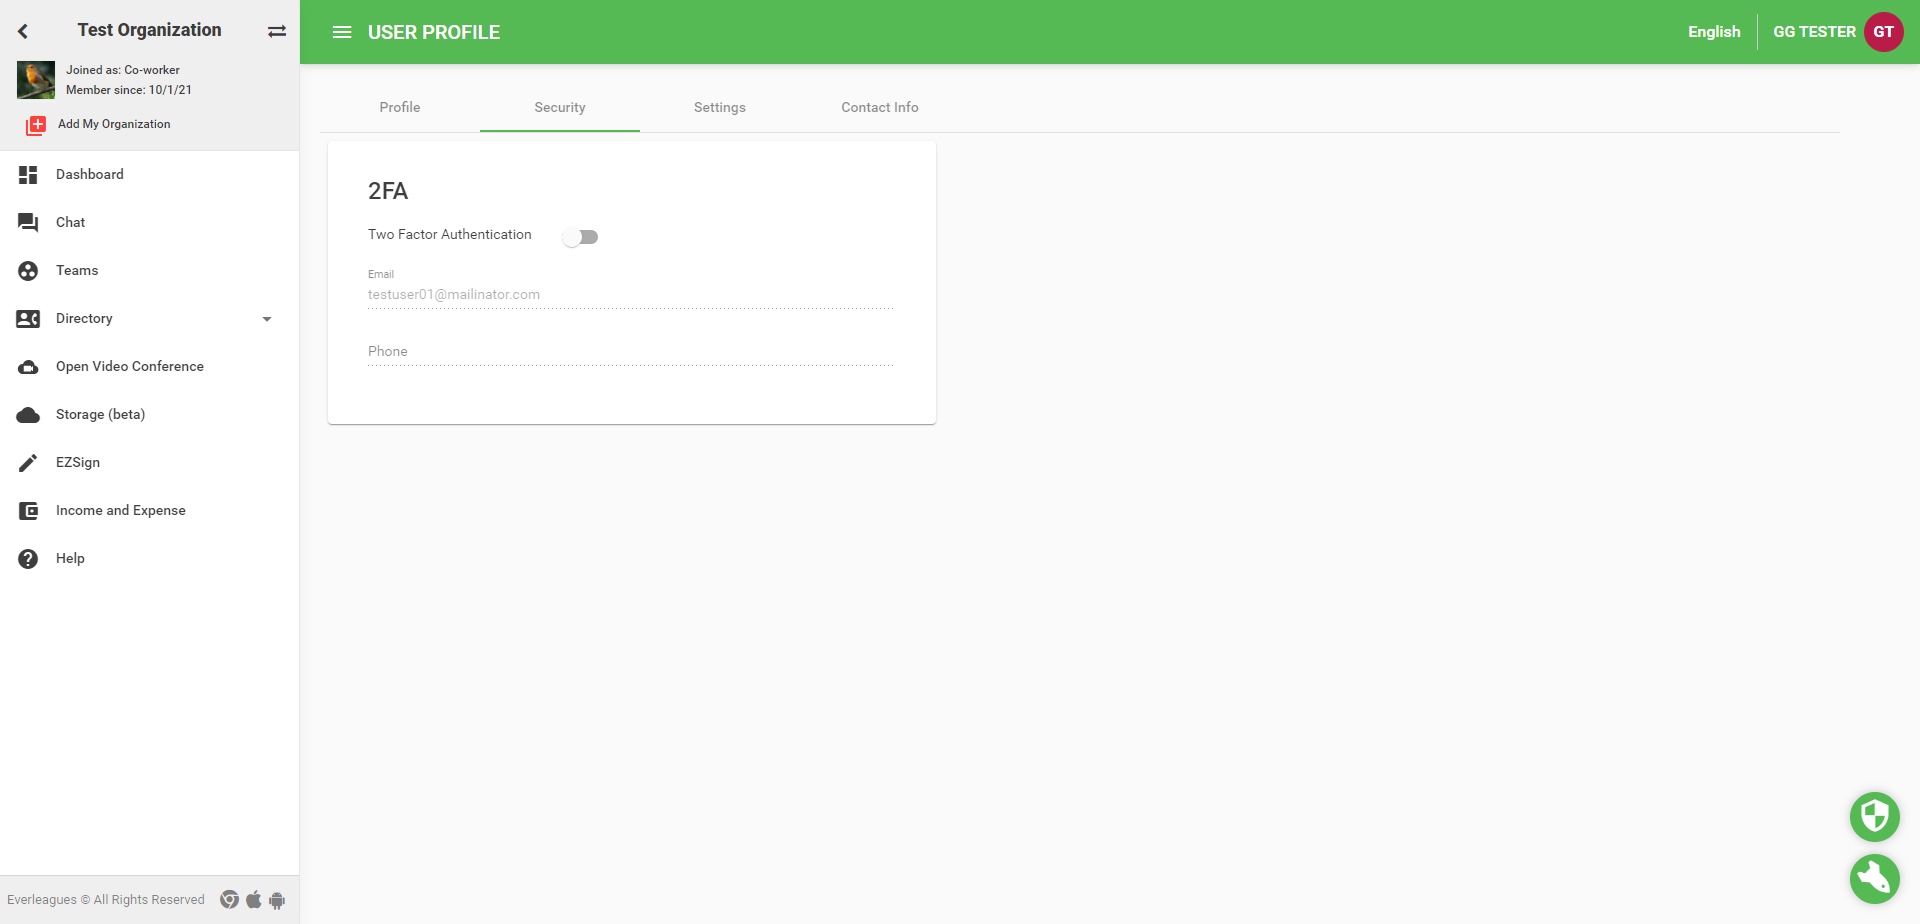 Test Organization
Joined as: Co-worker
Member since: 10/1/21
Add My Organization
Dashboard
Chat
Teams
Directory
Open Video Conference
Storage (beta)
EZSign
Income and Expense
Help
Everleagues © All Rights Reserved
USER PROFILE
English
GG TESTER
GT
Profile
Security
Settings
Contact Info
2FA
Two Factor Authentication
Email
testuser01@mailinator.com
Phone